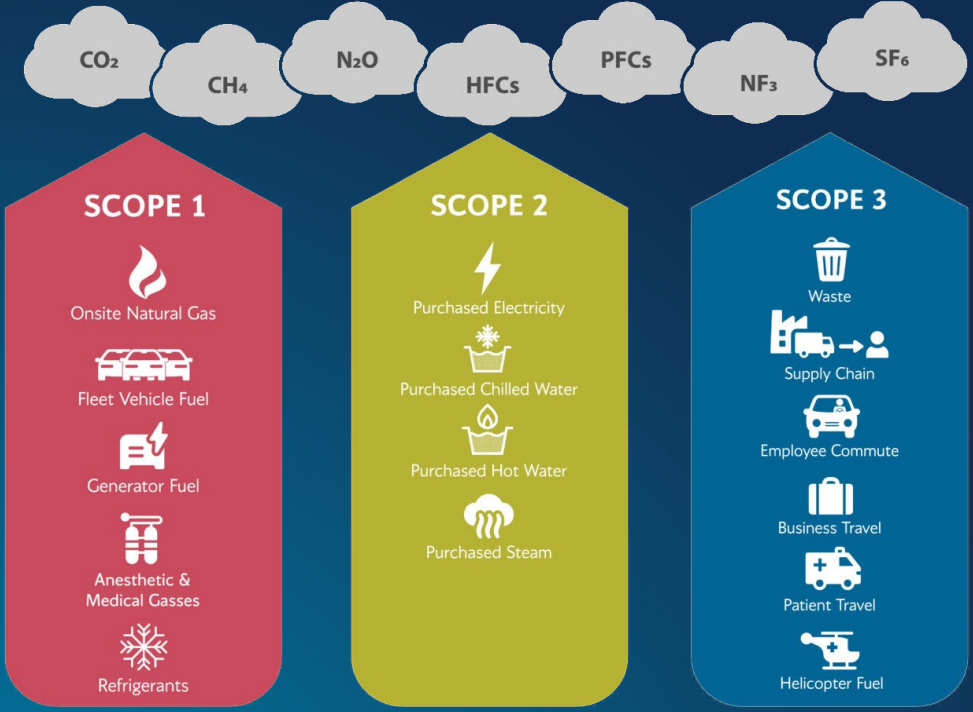 CO₂
CH₄
N₂O
HFCs
PFCs
NF₃
SF₆
SCOPE 1
Onsite Natural Gas
Fleet Vehicle Fuel
Generator Fuel
Anesthetic &
Medical Gasses
Refrigerants
SCOPE 2
Purchased Electricity
Purchased Chilled Water
Purchased Hot Water
Purchased Steam
SCOPE 3
Waste
Supply Chain
Employee Commute
Business Travel
Patient Travel
Helicopter Fuel